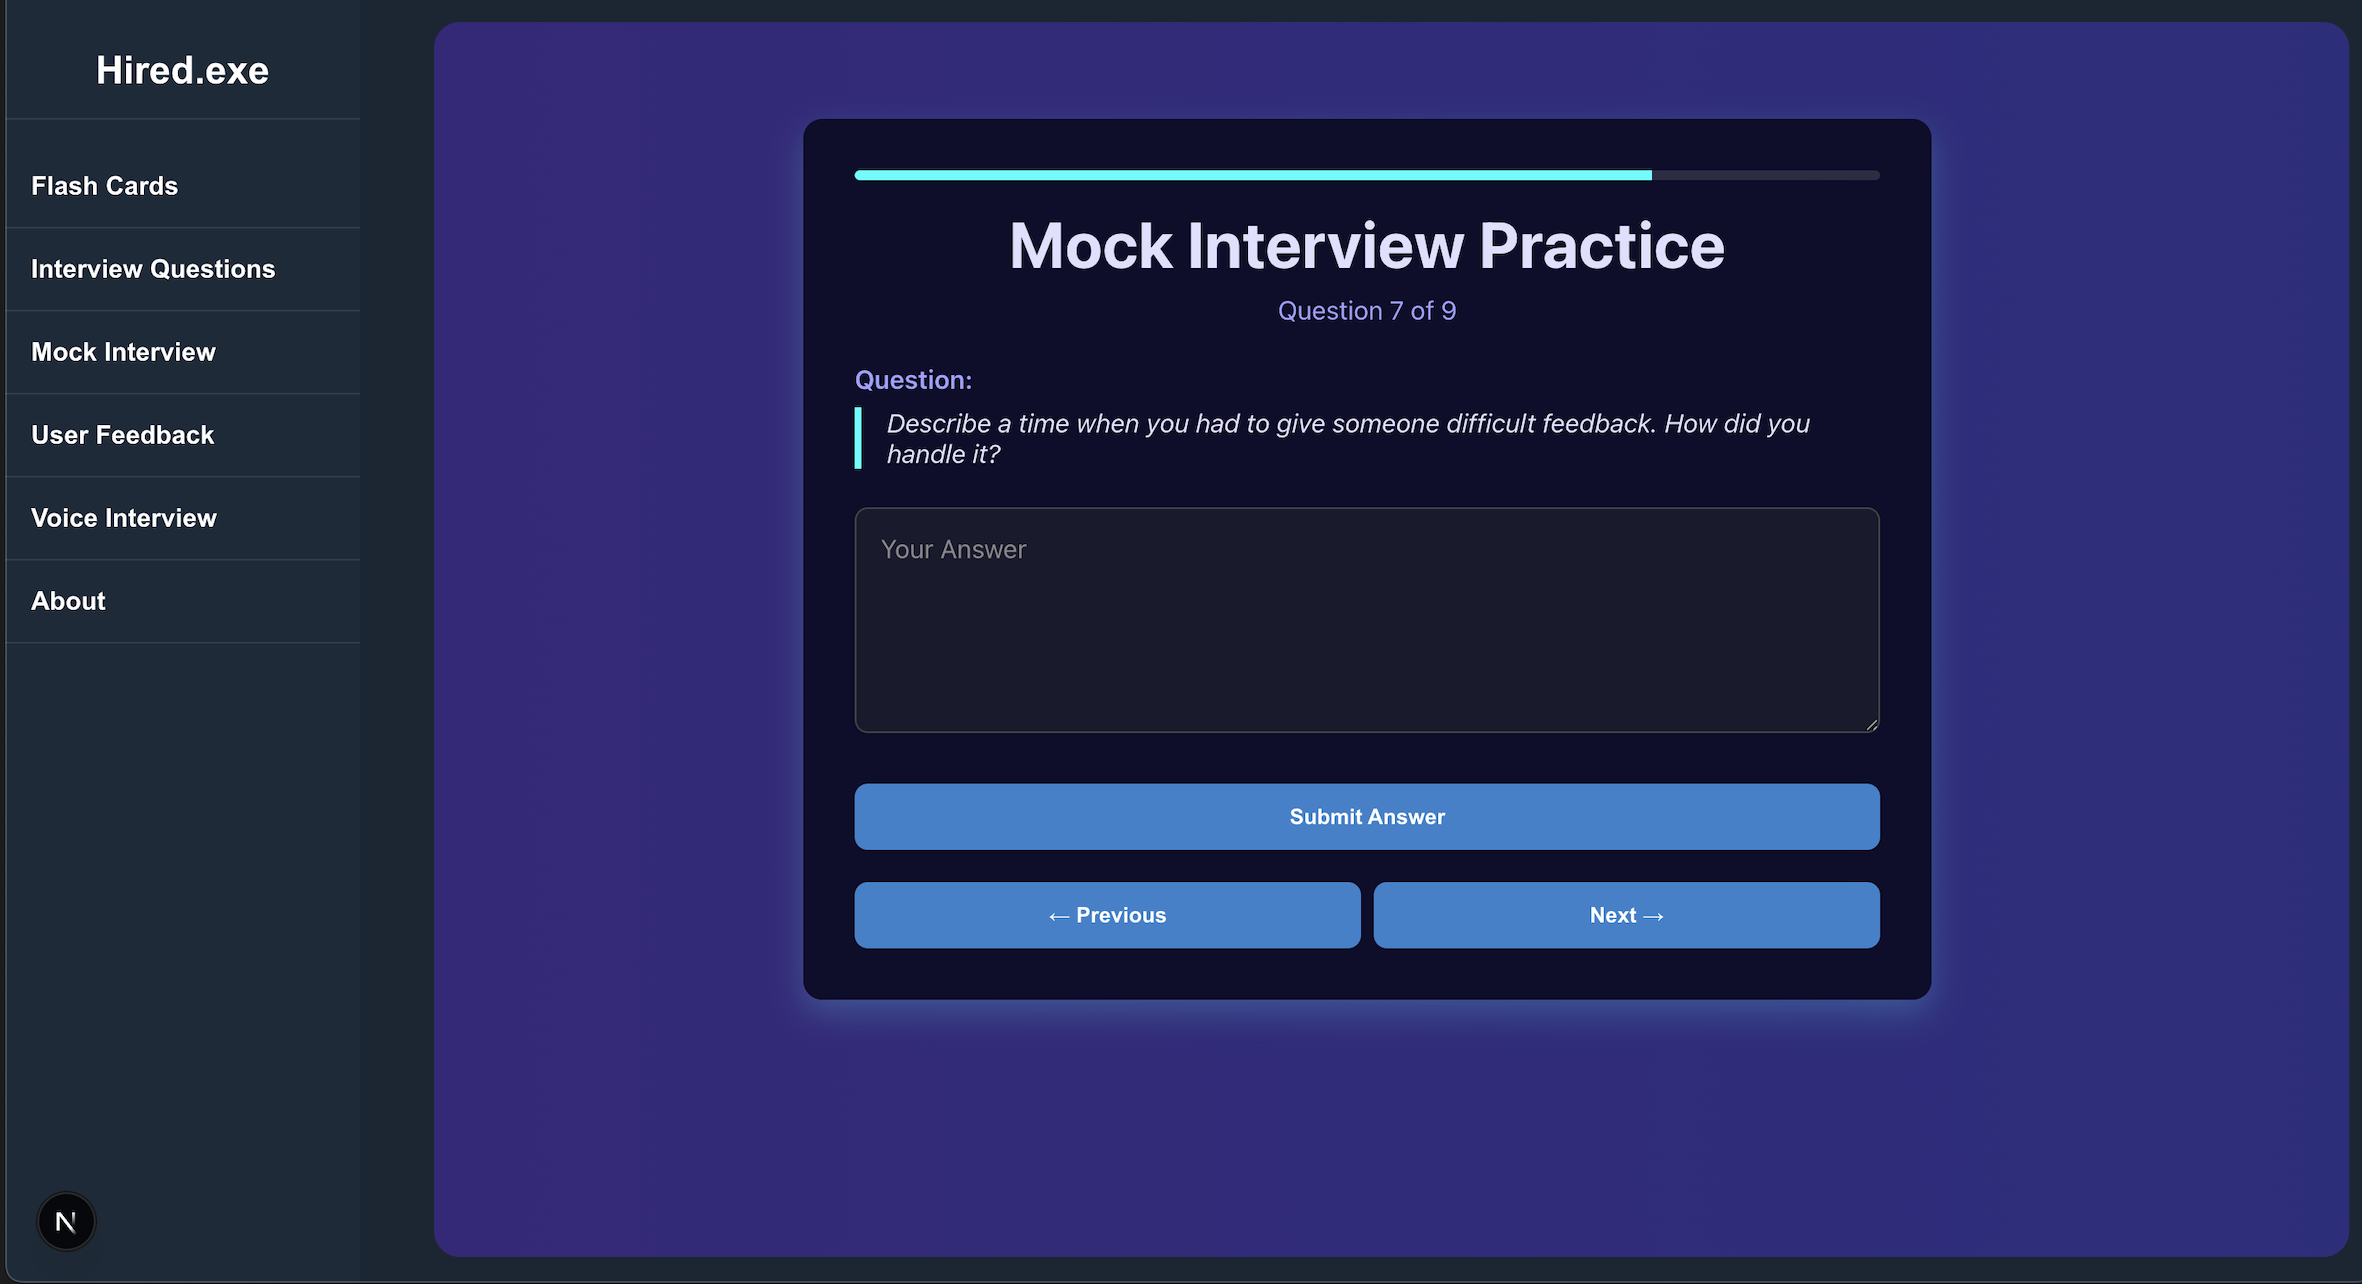 Hired.exe
Flash Cards
Interview Questions
Mock Interview
User Feedback
Voice Interview
About
N
Mock Interview Practice
Question 7 of 9
Question:
Describe a time when you had to give someone difficult feedback. How did you
handle it?
Your Answer
Submit Answer
← Previous
Next →